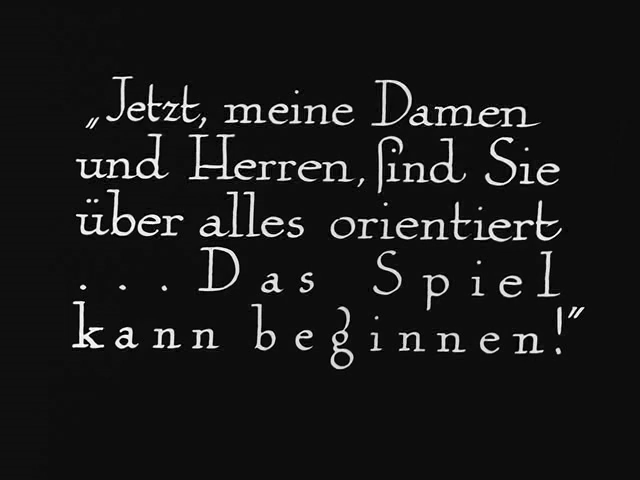 „Jetzt, meine Damen
und Herren, ſind Sie
über alles orientiert
. . . Das Spiel
kann beginnen!"